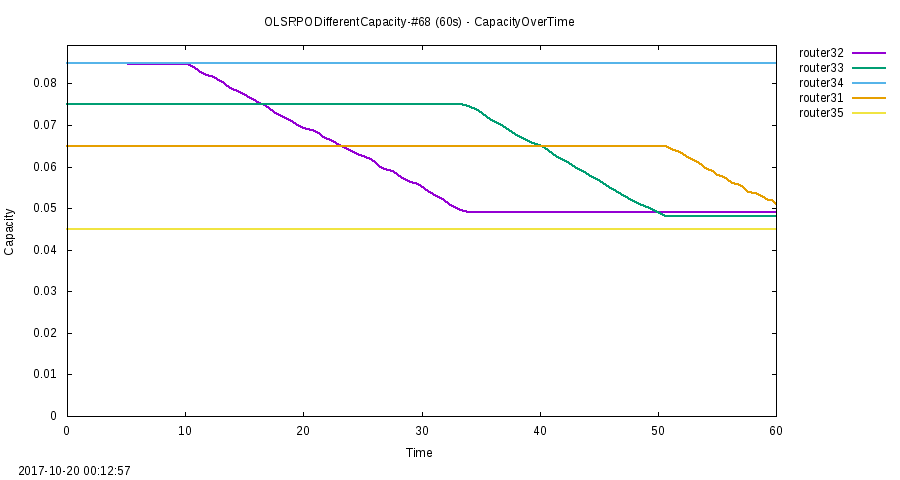 OLSRPODifferentCapacity-#68 (60s) - CapacityOverTime
router32
router33
router34
router31
router35
0.08
0.07
0.06
0.05
0.04
0.03
0.02
0.01
0
Capacity
0 10 20 30 40 50 60
Time
2017-10-20 00:12:57